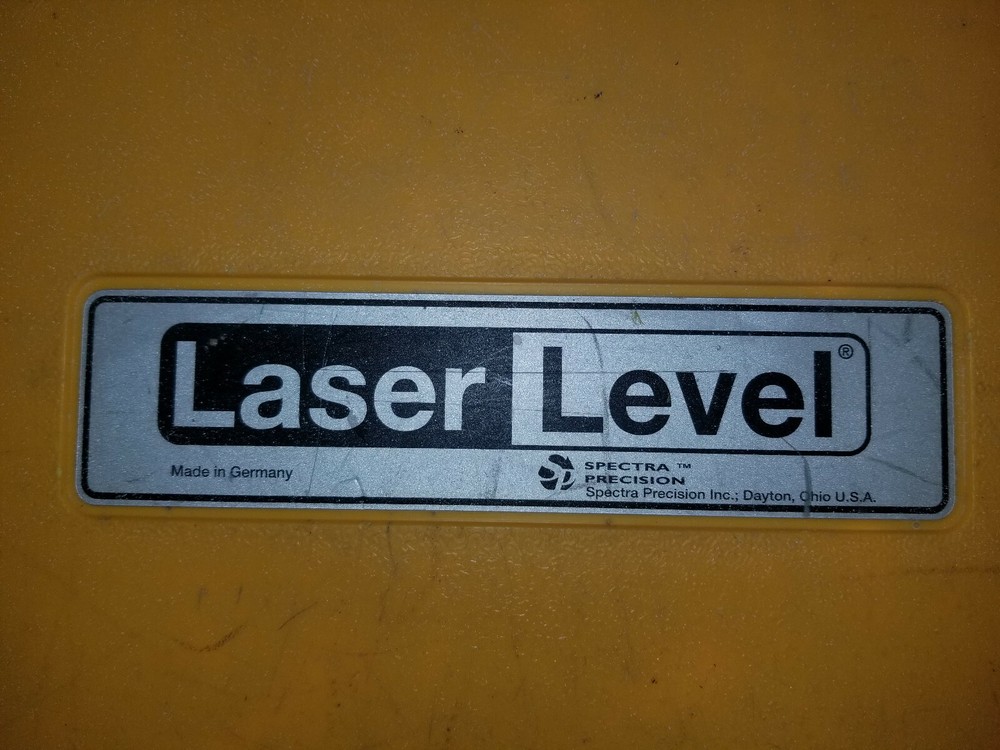 Laser Level®
Made in Germany
SPECTRA ™
PRECISION
Spectra Precision Inc.; Dayton, Ohio U.S.A.